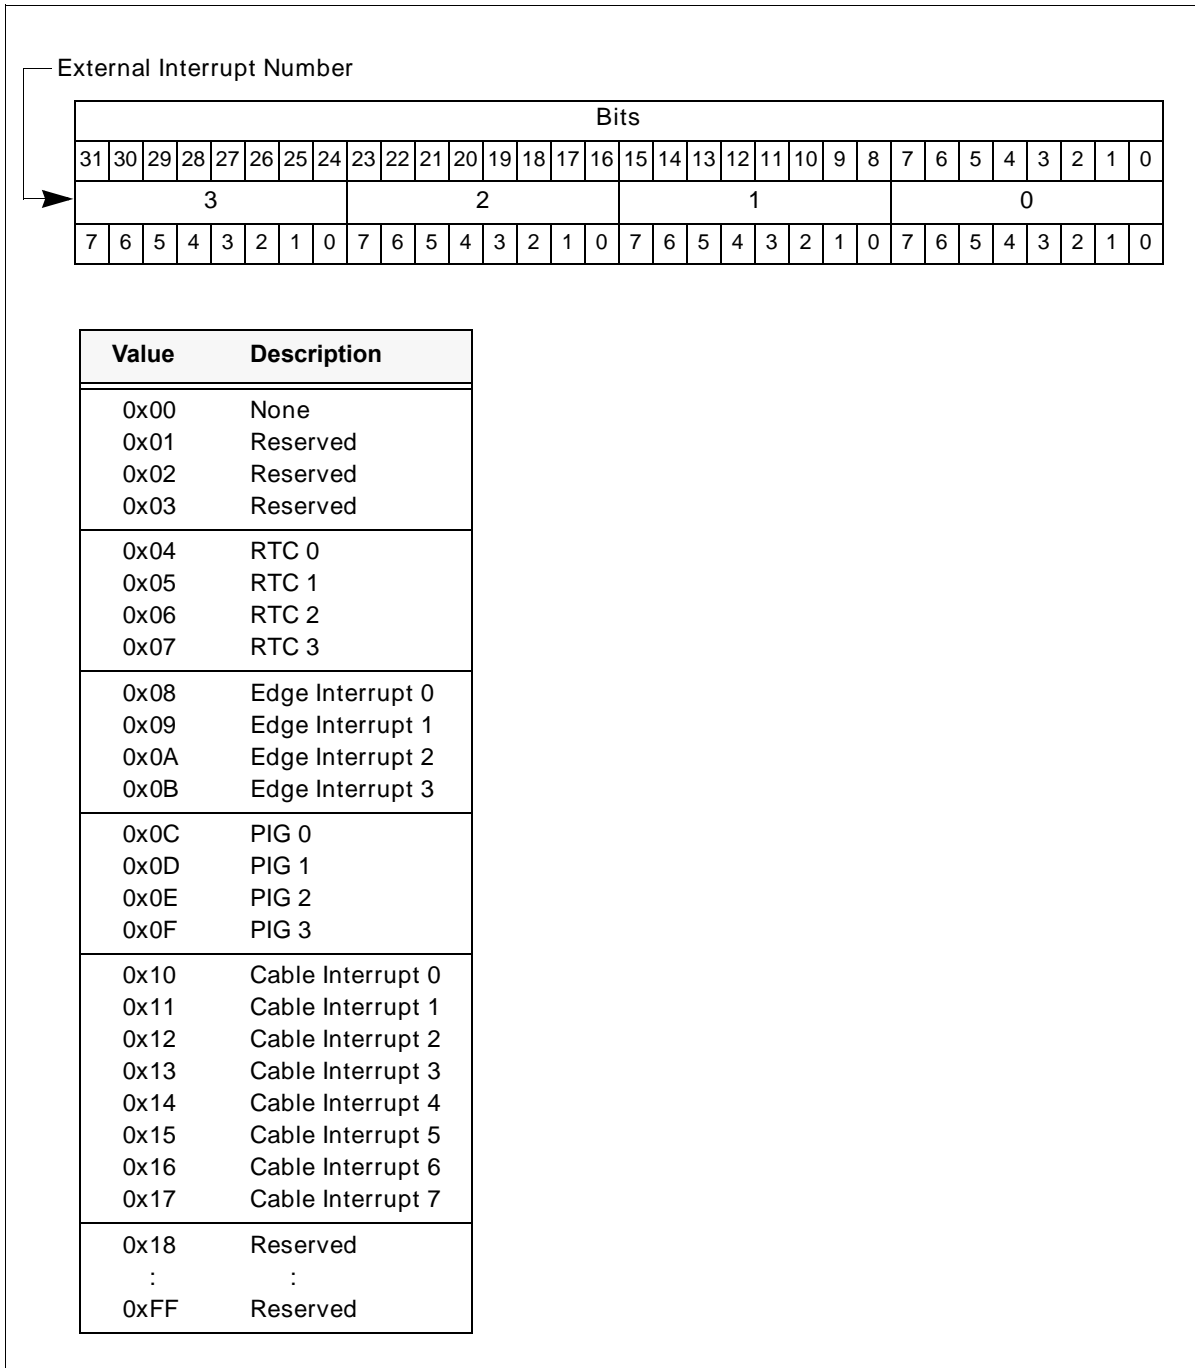 External Interrupt Number
Bits
31 30 29 28 27 26 25 24 23 22 21 20 19 18 17 16 15 14 13 12 11 10 9 8 7 6 5 4 3 2 1 0
3 2 1 0
7 6 5 4 3 2 1 0 7 6 5 4 3 2 1 0 7 6 5 4 3 2 1 0 7 6 5 4 3 2 1 0
Value Description
0x00 None
0x01 Reserved
0x02 Reserved
0x03 Reserved
0x04 RTC 0
0x05 RTC 1
0x06 RTC 2
0x07 RTC 3
0x08 Edge Interrupt 0
0x09 Edge Interrupt 1
0x0A Edge Interrupt 2
0x0B Edge Interrupt 3
0x0C PIG 0
0x0D PIG 1
0x0E PIG 2
0x0F PIG 3
0x10 Cable Interrupt 0
0x11 Cable Interrupt 1
0x12 Cable Interrupt 2
0x13 Cable Interrupt 3
0x14 Cable Interrupt 4
0x15 Cable Interrupt 5
0x16 Cable Interrupt 6
0x17 Cable Interrupt 7
0x18 Reserved
: :
0xFF Reserved